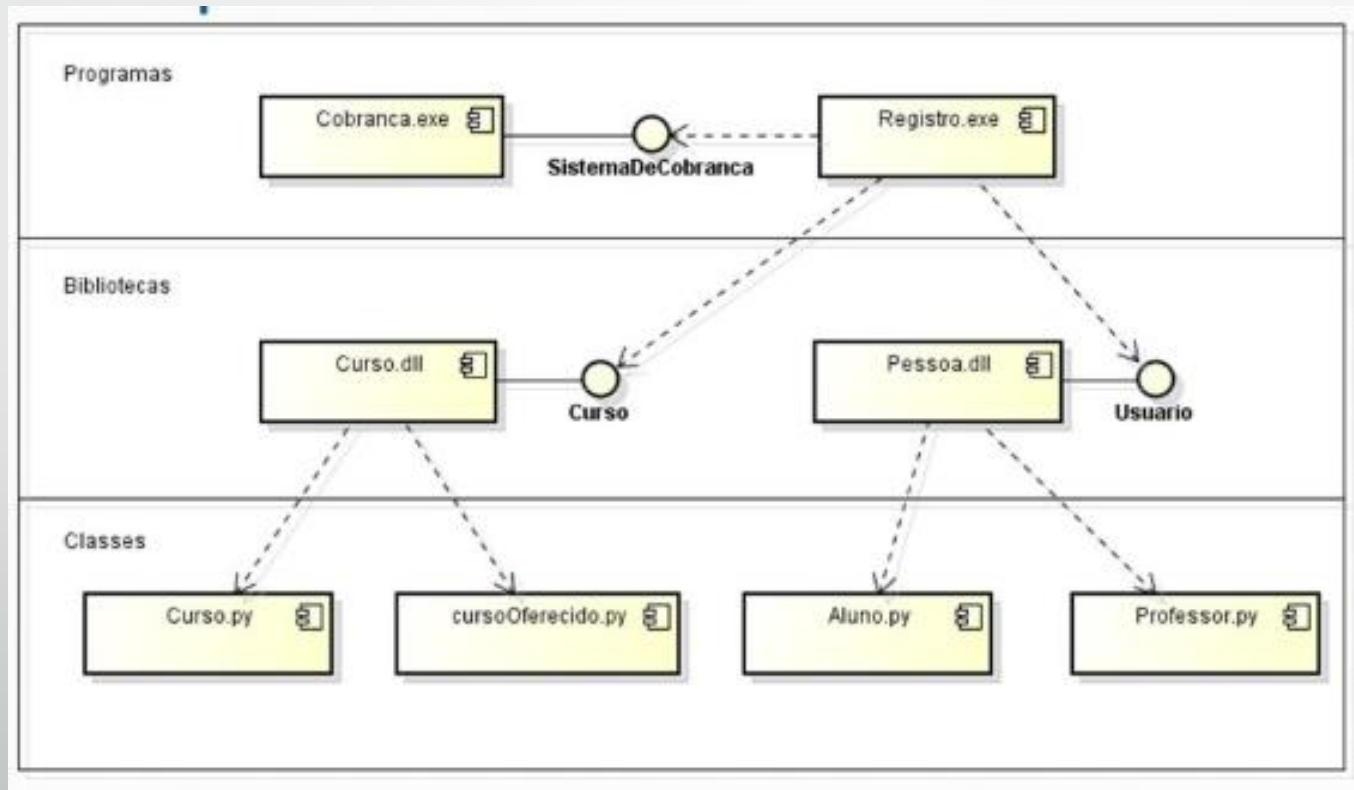 Programas
Cobranca.exe
Registro.exe
SistemaDeCobranca
Bibliotecas
Curso.dll
Pessoa.dll
Curso
Usuario
Classes
Curso.py
cursoOferecido.py
Aluno.py
Professor.py